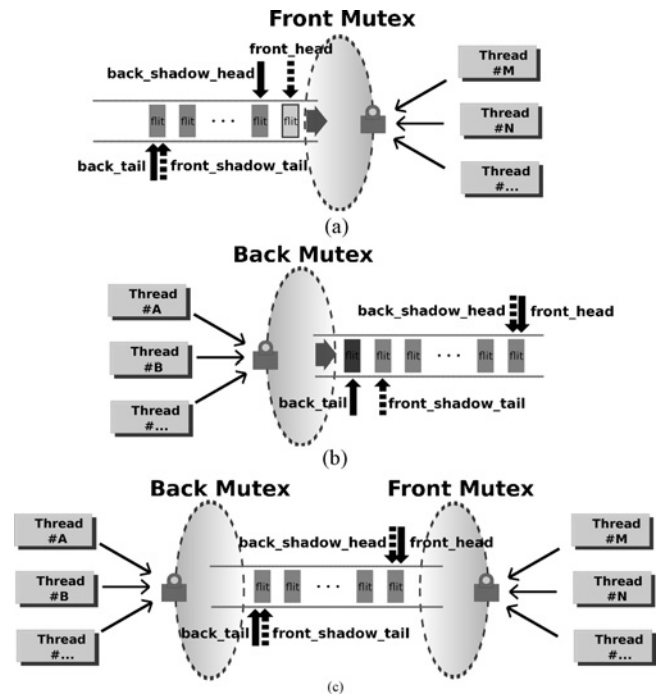 Front Mutex
front_head
back_shadow_head
Thread
#M
flit flit . . . flit flit
Thread
#N
back_tail front_shadow_tail
Thread
#...
(a)
Back Mutex
Thread
#A
back_shadow_head front_head
Thread
#B
flit flit flit . . . flit flit
Thread
#...
back_tail front_shadow_tail
(b)
Back Mutex Front Mutex
Thread
#A
Thread
#M
back_shadow_head front_head
Thread
#B
flit flit . . . flit flit
Thread
#N
back_tail front_shadow_tail
Thread
#...
Thread
#...
(c)